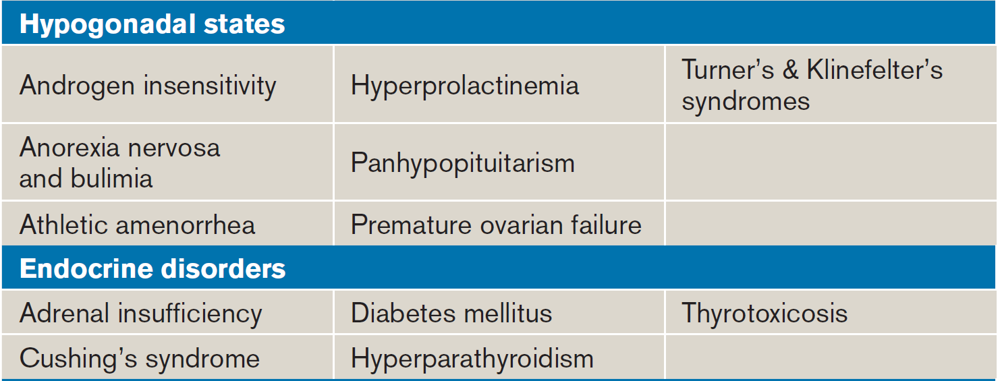 Hypogonadal states
Androgen insensitivity
Hyperprolactinemia
Turner’s & Klinefelter’s
syndromes
Anorexia nervosa
and bulimia
Panhypopituitarism
Athletic amenorrhea
Premature ovarian failure
Endocrine disorders
Adrenal insufficiency
Diabetes mellitus
Thyrotoxicosis
Cushing’s syndrome
Hyperparathyroidism